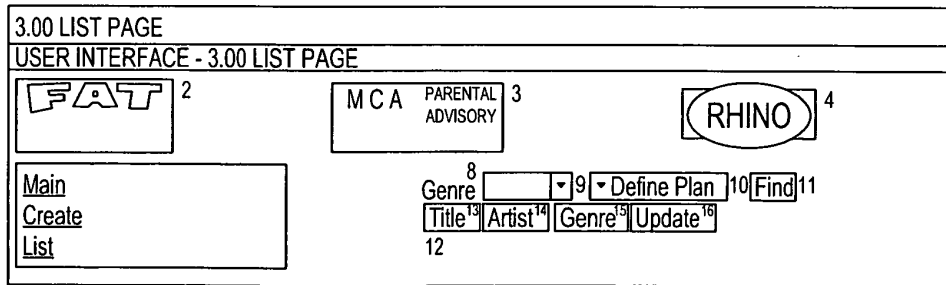 3.00 LIST PAGE
USER INTERFACE - 3.00 LIST PAGE
FAT 2 MCA PARENTAL ADVISORY 3 RHINO 4
Main
Create
List
8
Genre 9 Define Plan 10 Find 11
Title 13 Artist 14 Genre 15 Update 16
12